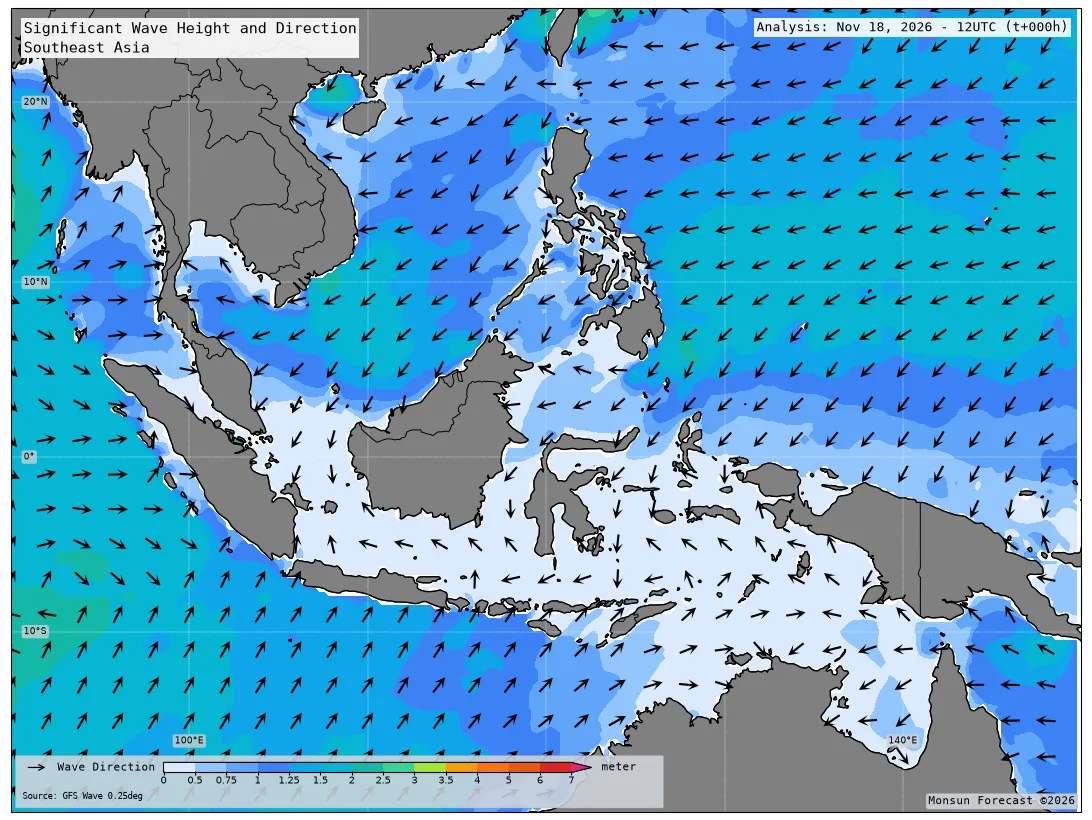 Significant Wave Height and Direction
Southeast Asia
Analysis: Nov 18, 2026 - 12UTC (t+000h)
20°N
10°N
0°
10°S
100°E
140°E
Wave Direction
meter
0 0.5 0.75 1 1.25 1.5 2 2.5 3 3.5 4 5 6 7
Source: GFS Wave 0.25deg
Monsun Forecast ©2026